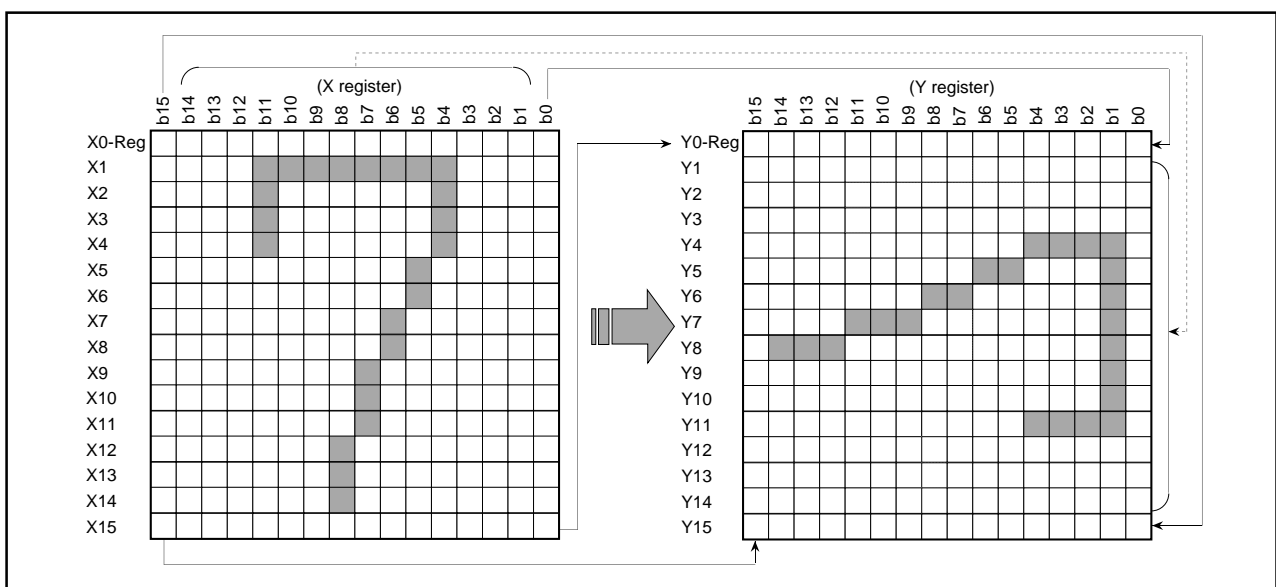 (X register)
b15 b14 b13 b12 b11 b10 b9 b8 b7 b6 b5 b4 b3 b2 b1 b0
X0-Reg
X1
X2
X3
X4
X5
X6
X7
X8
X9
X10
X11
X12
X13
X14
X15
(Y register)
b15 b14 b13 b12 b11 b10 b9 b8 b7 b6 b5 b4 b3 b2 b1 b0
Y0-Reg
Y1
Y2
Y3
Y4
Y5
Y6
Y7
Y8
Y9
Y10
Y11
Y12
Y13
Y14
Y15